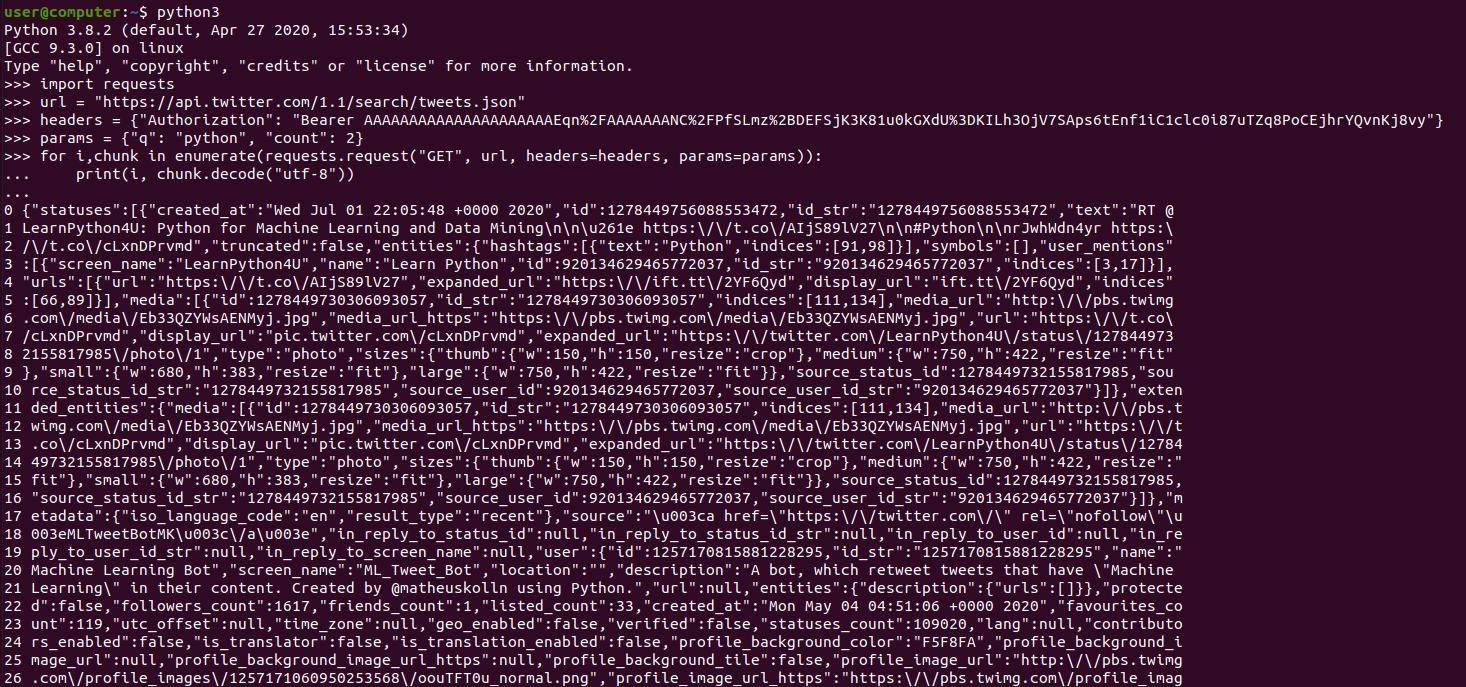 user@computer:~$ python3
Python 3.8.2 (default, Apr 27 2020, 15:53:34)
[GCC 9.3.0] on linux
Type "help", "copyright", "credits" or "license" for more information.
>>> import requests
>>> url = "https://api.twitter.com/1.1/search/tweets.json"
>>> headers = {"Authorization": "Bearer AAAAAAAAAAAAAAAAAAAAAEqn%2FAAAAAAANC%2FPfSLmz%2BDEFSjK3K81u0kGXdU%3DKILh3OjV7SAps6tEnf1iC1clc0i87uTZq8PoCEjhrYQvnKj8vy"}
>>> params = {"q": "python", "count": 2}
>>> for i,chunk in enumerate(requests.request("GET", url, headers=headers, params=params)):
...     print(i, chunk.decode("utf-8"))
...
0 {"statuses":[{"created_at":"Wed Jul 01 22:05:48 +0000 2020","id":1278449756088553472,"id_str":"1278449756088553472","text":"RT @
1 LearnPython4U: Python for Machine Learning and Data Mining\n\n\u261e https:\/\/t.co\/AIjS89lV27\n\n#Python\n\nrJwhWdn4yr https:\
2 /\/t.co\/cLxnDPrvmd","truncated":false,"entities":{"hashtags":[{"text":"Python","indices":[91,98]}],"symbols":[],"user_mentions"
3 :[{"screen_name":"LearnPython4U","name":"Learn Python","id":920134629465772037,"id_str":"920134629465772037","indices":[3,17]}],
4 "urls":[{"url":"https:\/\/t.co\/AIjS89lV27","expanded_url":"https:\/\/ift.tt\/2YF6Qyd","display_url":"ift.tt\/2YF6Qyd","indices"
5 :[66,89]}],"media":[{"id":1278449730306093057,"id_str":"1278449730306093057","indices":[111,134],"media_url":"http:\/\/pbs.twimg
6 .com\/media\/Eb33QZYWsAENMyj.jpg","media_url_https":"https:\/\/pbs.twimg.com\/media\/Eb33QZYWsAENMyj.jpg","url":"https:\/\/t.co\
7 /cLxnDPrvmd","display_url":"pic.twitter.com\/cLxnDPrvmd","expanded_url":"https:\/\/twitter.com\/LearnPython4U\/status\/127844973
8 2155817985\/photo\/1","type":"photo","sizes":{"thumb":{"w":150,"h":150,"resize":"crop"},"medium":{"w":750,"h":422,"resize":"fit"
9 },"small":{"w":680,"h":383,"resize":"fit"},"large":{"w":750,"h":422,"resize":"fit"}},"source_status_id":1278449732155817985,"sou
10 rce_status_id_str":"1278449732155817985","source_user_id":920134629465772037,"source_user_id_str":"920134629465772037"}]},"exten
11 ded_entities":{"media":[{"id":1278449730306093057,"id_str":"1278449730306093057","indices":[111,134],"media_url":"http:\/\/pbs.t
12 wimg.com\/media\/Eb33QZYWsAENMyj.jpg","media_url_https":"https:\/\/pbs.twimg.com\/media\/Eb33QZYWsAENMyj.jpg","url":"https:\/\/t
13 .co\/cLxnDPrvmd","display_url":"pic.twitter.com\/cLxnDPrvmd","expanded_url":"https:\/\/twitter.com\/LearnPython4U\/status\/12784
14 49732155817985\/photo\/1","type":"photo","sizes":{"thumb":{"w":150,"h":150,"resize":"crop"},"medium":{"w":750,"h":422,"resize":"
15 fit"},"small":{"w":680,"h":383,"resize":"fit"},"large":{"w":750,"h":422,"resize":"fit"}},"source_status_id":1278449732155817985,
16 "source_status_id_str":"1278449732155817985","source_user_id":920134629465772037,"source_user_id_str":"920134629465772037"}]},"m
17 etadata":{"iso_language_code":"en","result_type":"recent"},"source":"\u003ca href=\"https:\/\/twitter.com\/\" rel=\"nofollow\"\u
18 003eMLTweetBotMK\u003c\/a\u003e","in_reply_to_status_id":null,"in_reply_to_status_id_str":null,"in_reply_to_user_id":null,"in_re
19 ply_to_user_id_str":null,"in_reply_to_screen_name":null,"user":{"id":1257170815881228295,"id_str":"1257170815881228295","name":"
20 Machine Learning Bot","screen_name":"ML_Tweet_Bot","location":"","description":"A bot, which retweet tweets that have \"Machine 
21 Learning\" in their content. Created by @matheuskolln using Python.","url":null,"entities":{"description":{"urls":[]}},"protecte
22 d":false,"followers_count":1617,"friends_count":1,"listed_count":33,"created_at":"Mon May 04 04:51:06 +0000 2020","favourites_co
23 unt":119,"utc_offset":null,"time_zone":null,"geo_enabled":false,"verified":false,"statuses_count":109020,"lang":null,"contributo
24 rs_enabled":false,"is_translator":false,"is_translation_enabled":false,"profile_background_color":"F5F8FA","profile_background_i
25 mage_url":null,"profile_background_image_url_https":null,"profile_background_tile":false,"profile_image_url":"http:\/\/pbs.twimg
26 .com\/profile_images\/1257171060950253568\/oouTFT0u_normal.png","profile_image_url_https":"https:\/\/pbs.twimg.com\/profile_imag